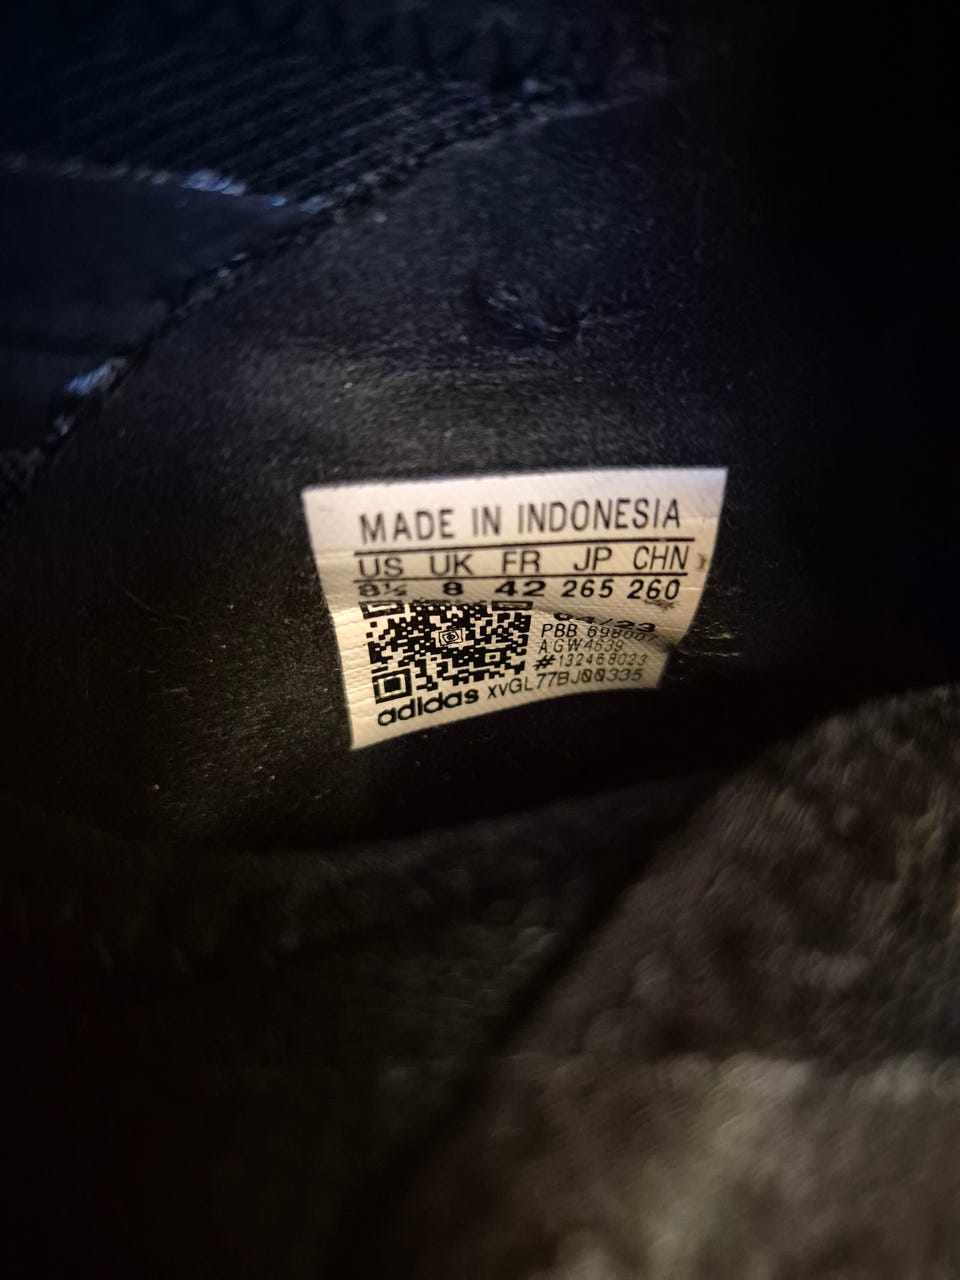 MADE IN INDONESIA
US UK FR JP CHN
8½ 8 42 265 260
04/23
PBB
AGW4639
#132468023
adidas XVGL77BJ00335